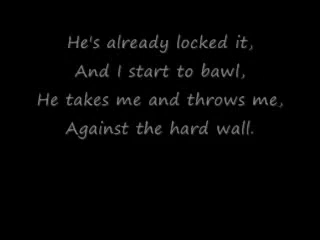 He's already locked it,
And I start to bawl,
He takes me and throws me,
Against the hard wall.